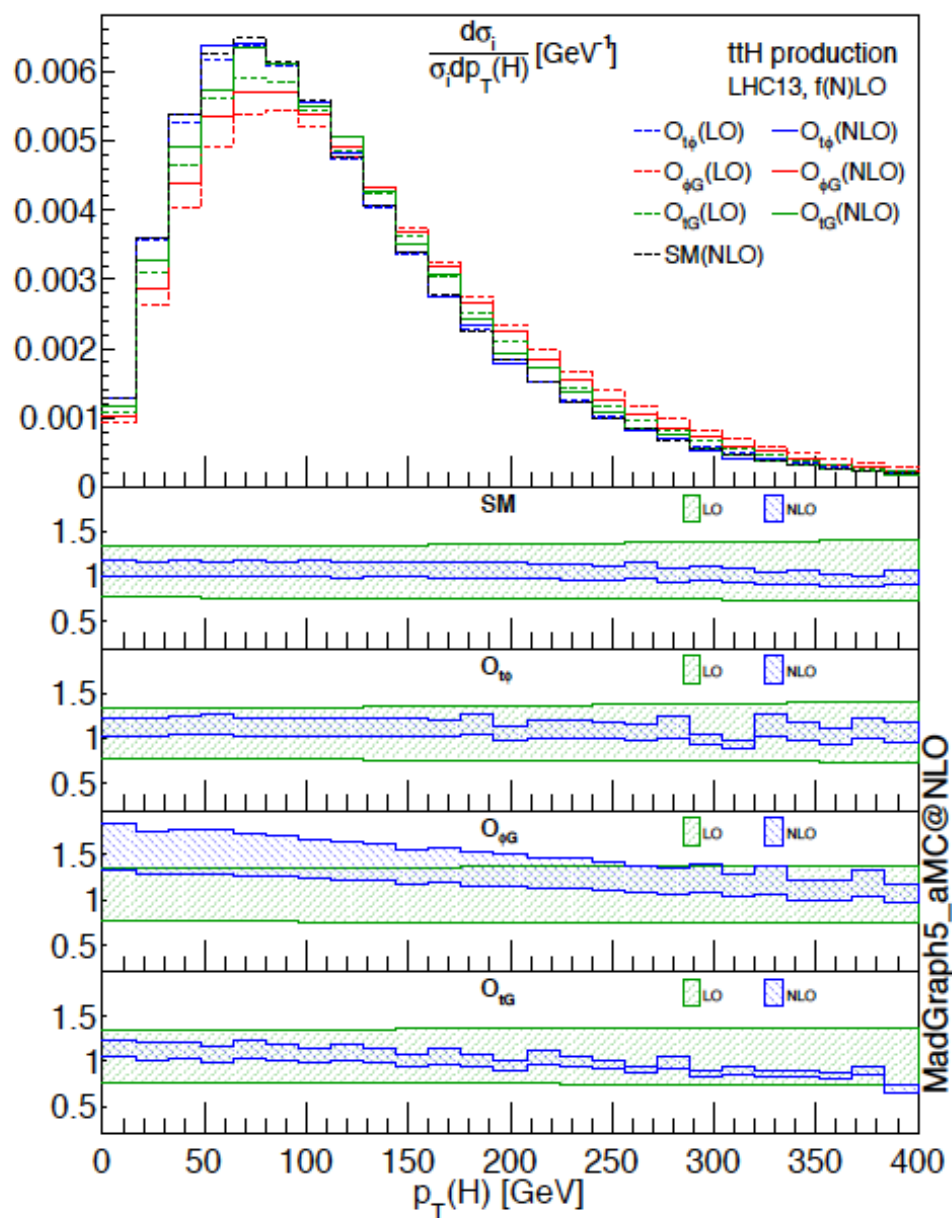 dσᵢ
σᵢdp_T(H) [GeV⁻¹]
ttH production
LHC13, f(N)LO
O_tφ(LO) O_tφ(NLO)
O_φG(LO) O_φG(NLO)
O_tG(LO) O_tG(NLO)
SM(NLO)
0.006
0.005
0.004
0.003
0.002
0.001
0
SM LO NLO
1.5
1
0.5
O_tφ LO NLO
1.5
1
0.5
O_φG LO NLO
1.5
1
0.5
O_tG LO NLO
1.5
1
0.5
0 50 100 150 200 250 300 350 400
p_T(H) [GeV]
MadGraph5_aMC@NLO